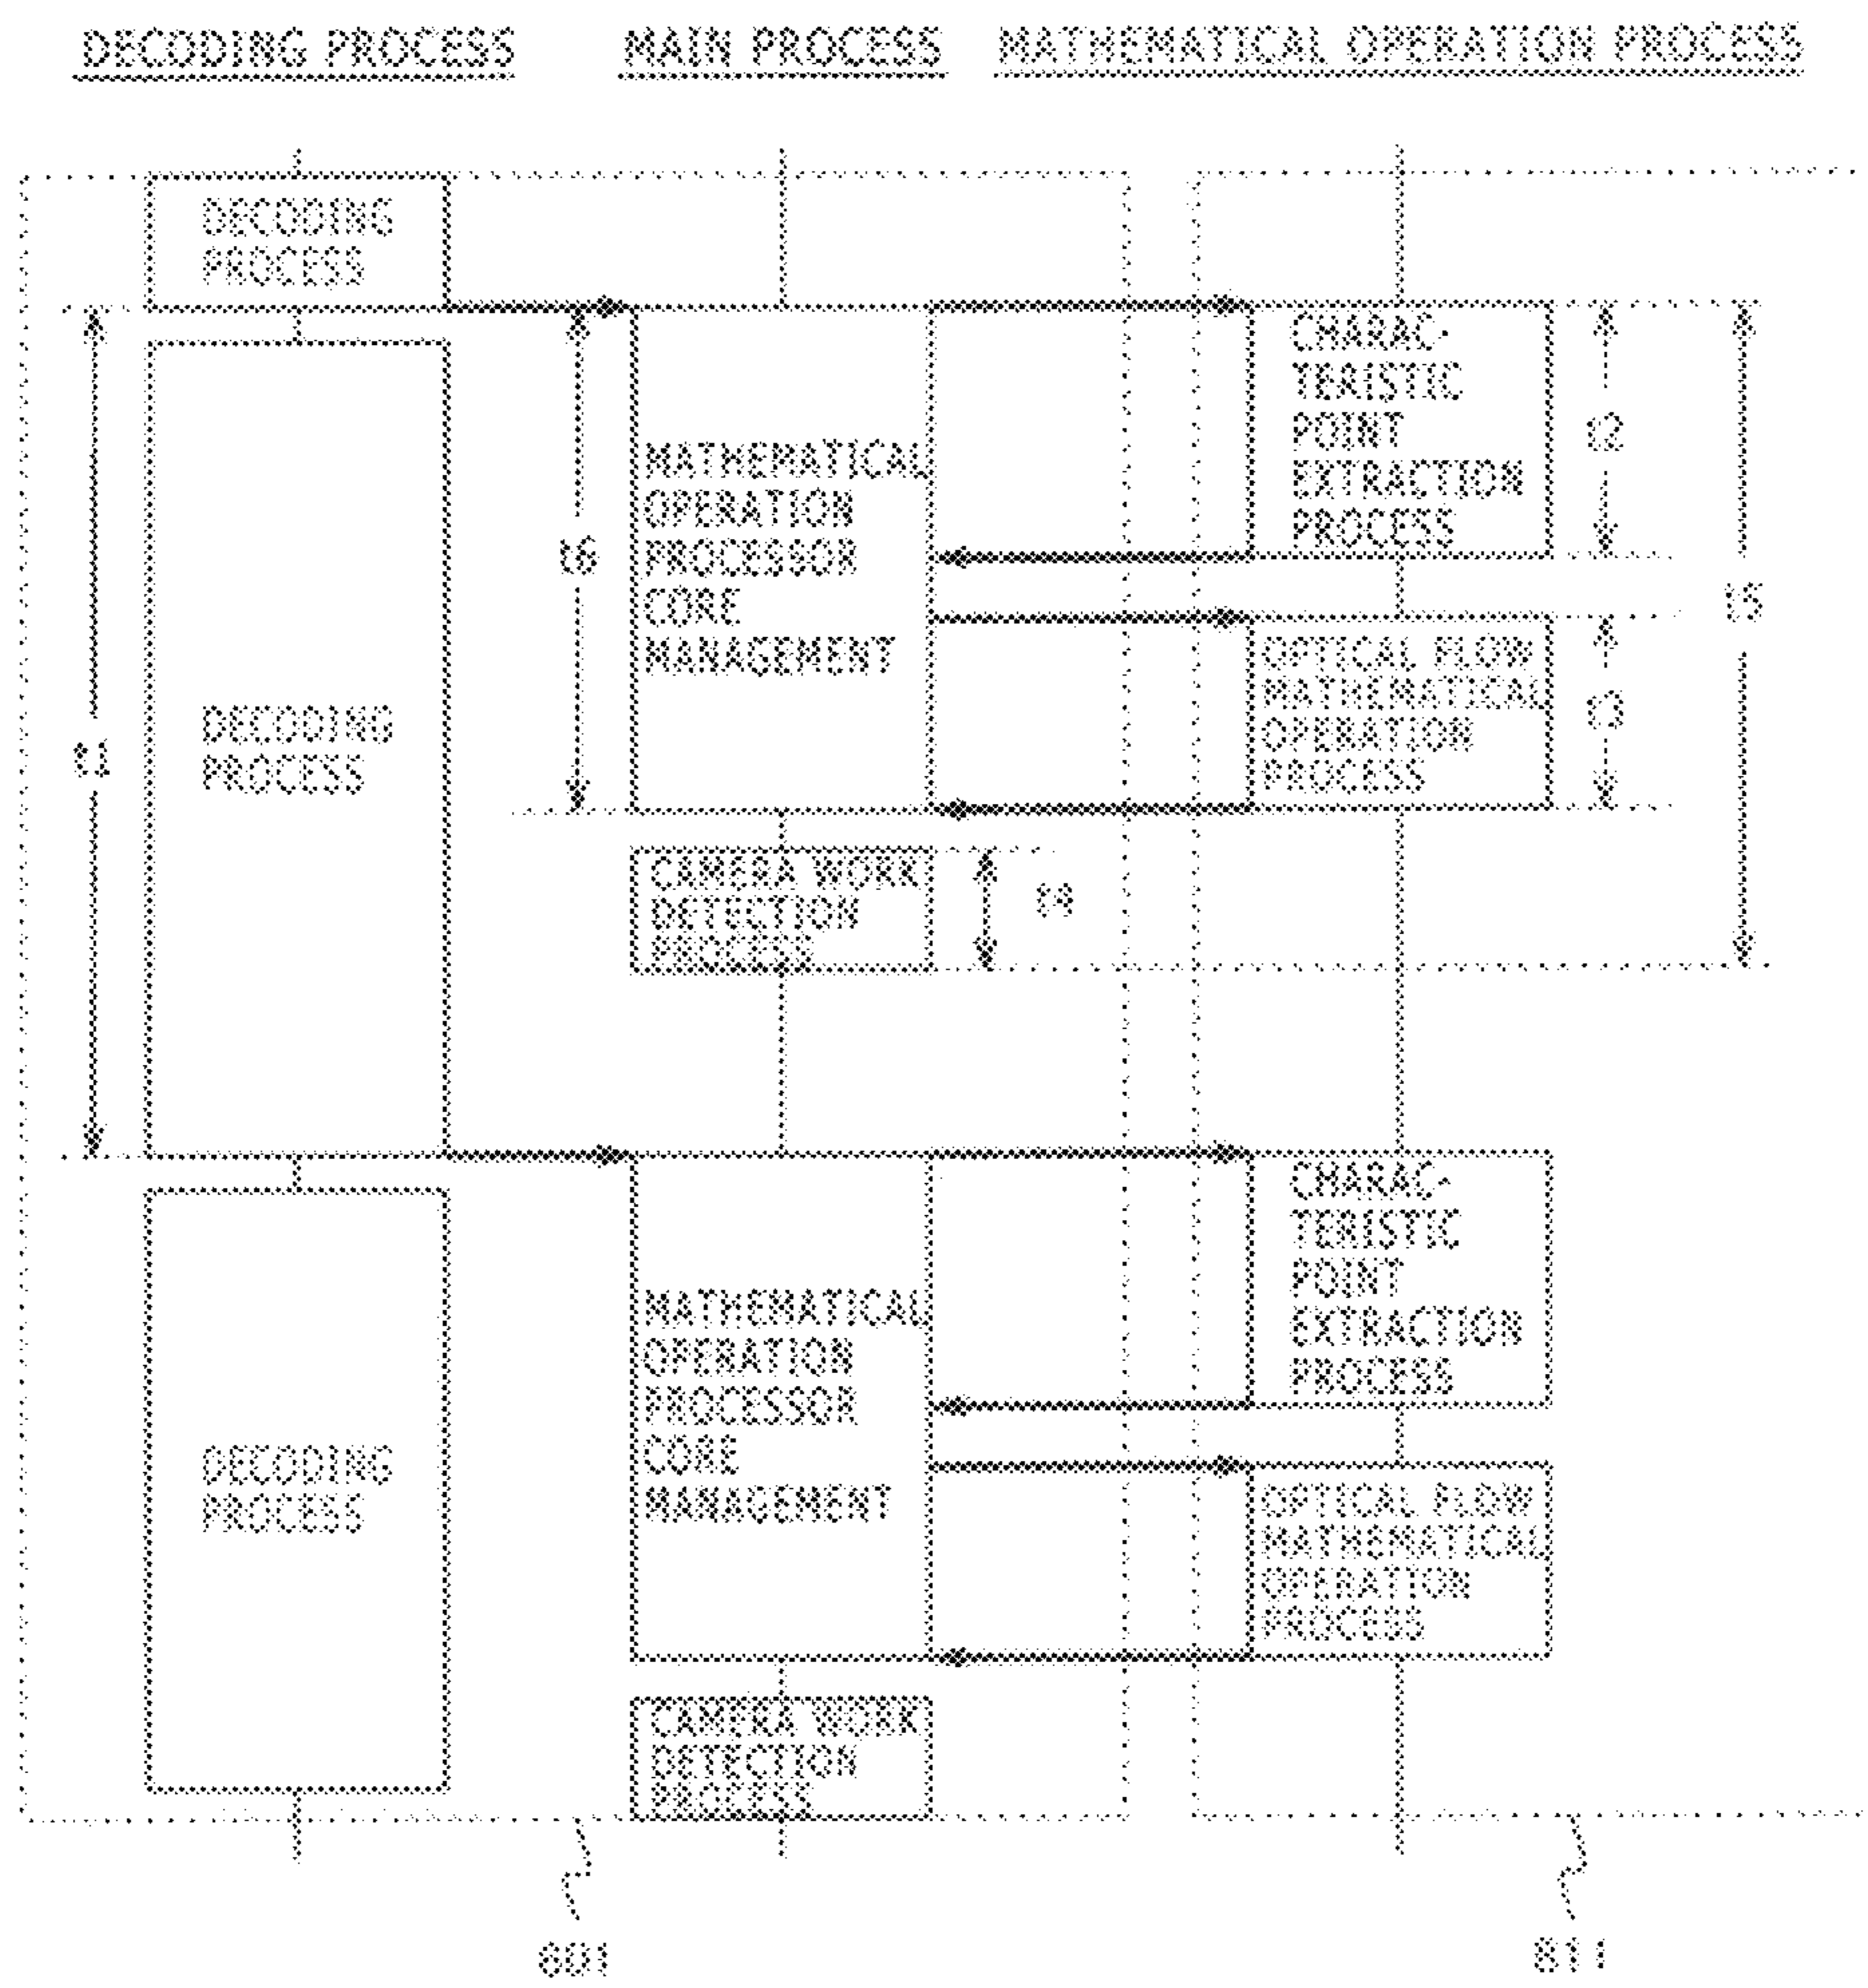 DECODING PROCESS
MAIN PROCESS
MATHEMATICAL OPERATION PROCESS
DECODING
PROCESS
CHARAC-
TERISTIC
POINT
EXTRACTION
PROCESS
t2
MATHEMATICAL
OPERATION
PROCESSOR
CORE
MANAGEMENT
t6
t5
OPTICAL FLOW
MATHEMATICAL
OPERATION
PROCESS
t3
DECODING
PROCESS
t1
CAMERA WORK
DETECTION
PROCESS
t4
CHARAC-
TERISTIC
POINT
EXTRACTION
PROCESS
MATHEMATICAL
OPERATION
PROCESSOR
CORE
MANAGEMENT
DECODING
PROCESS
OPTICAL FLOW
MATHEMATICAL
OPERATION
PROCESS
CAMERA WORK
DETECTION
PROCESS
601
811